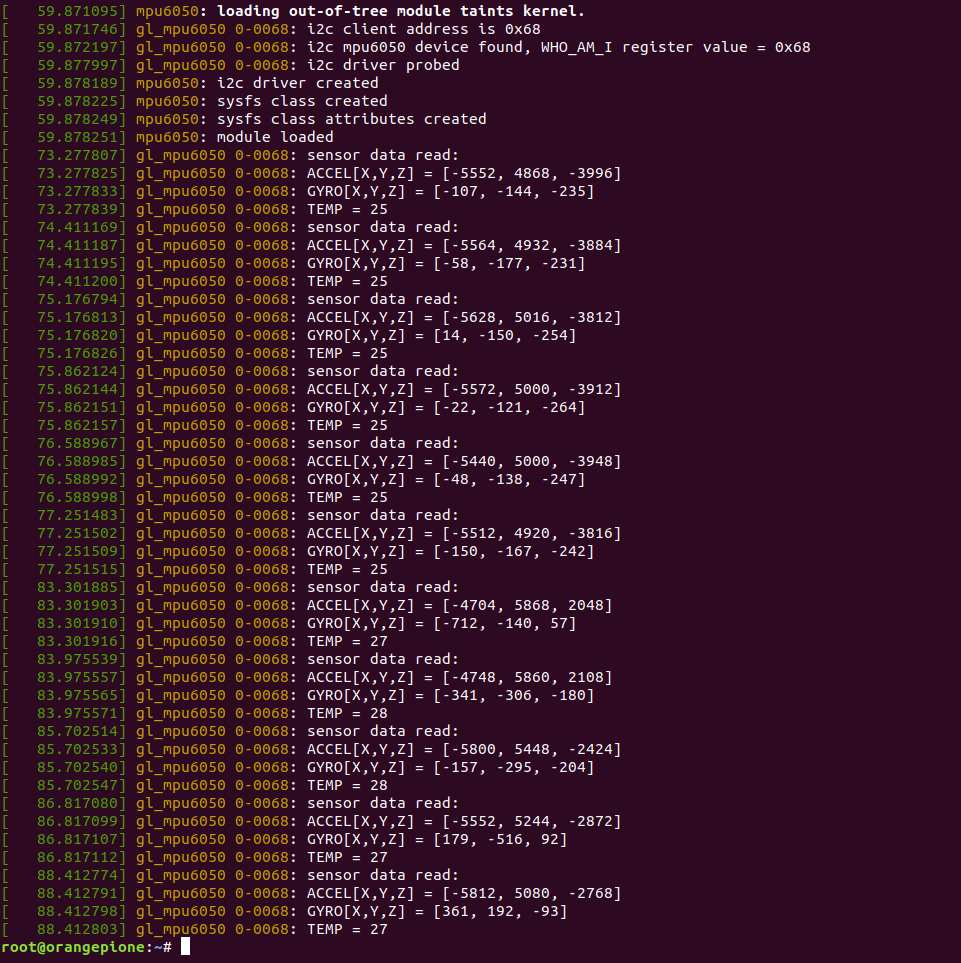 [   59.871095] mpu6050: loading out-of-tree module taints kernel.
[   59.871746] gl_mpu6050 0-0068: i2c client address is 0x68
[   59.872197] gl_mpu6050 0-0068: i2c mpu6050 device found, WHO_AM_I register value = 0x68
[   59.877997] gl_mpu6050 0-0068: i2c driver probed
[   59.878189] mpu6050: i2c driver created
[   59.878225] mpu6050: sysfs class created
[   59.878249] mpu6050: sysfs class attributes created
[   59.878251] mpu6050: module loaded
[   73.277807] gl_mpu6050 0-0068: sensor data read:
[   73.277825] gl_mpu6050 0-0068: ACCEL[X,Y,Z] = [-5552, 4868, -3996]
[   73.277833] gl_mpu6050 0-0068: GYRO[X,Y,Z] = [-107, -144, -235]
[   73.277839] gl_mpu6050 0-0068: TEMP = 25
[   74.411169] gl_mpu6050 0-0068: sensor data read:
[   74.411187] gl_mpu6050 0-0068: ACCEL[X,Y,Z] = [-5564, 4932, -3884]
[   74.411195] gl_mpu6050 0-0068: GYRO[X,Y,Z] = [-58, -177, -231]
[   74.411200] gl_mpu6050 0-0068: TEMP = 25
[   75.176794] gl_mpu6050 0-0068: sensor data read:
[   75.176813] gl_mpu6050 0-0068: ACCEL[X,Y,Z] = [-5628, 5016, -3812]
[   75.176820] gl_mpu6050 0-0068: GYRO[X,Y,Z] = [14, -150, -254]
[   75.176826] gl_mpu6050 0-0068: TEMP = 25
[   75.862124] gl_mpu6050 0-0068: sensor data read:
[   75.862144] gl_mpu6050 0-0068: ACCEL[X,Y,Z] = [-5572, 5000, -3912]
[   75.862151] gl_mpu6050 0-0068: GYRO[X,Y,Z] = [-22, -121, -264]
[   75.862157] gl_mpu6050 0-0068: TEMP = 25
[   76.588967] gl_mpu6050 0-0068: sensor data read:
[   76.588985] gl_mpu6050 0-0068: ACCEL[X,Y,Z] = [-5440, 5000, -3948]
[   76.588992] gl_mpu6050 0-0068: GYRO[X,Y,Z] = [-48, -138, -247]
[   76.588998] gl_mpu6050 0-0068: TEMP = 25
[   77.251483] gl_mpu6050 0-0068: sensor data read:
[   77.251502] gl_mpu6050 0-0068: ACCEL[X,Y,Z] = [-5512, 4920, -3816]
[   77.251509] gl_mpu6050 0-0068: GYRO[X,Y,Z] = [-150, -167, -242]
[   77.251515] gl_mpu6050 0-0068: TEMP = 25
[   83.301885] gl_mpu6050 0-0068: sensor data read:
[   83.301903] gl_mpu6050 0-0068: ACCEL[X,Y,Z] = [-4704, 5868, 2048]
[   83.301910] gl_mpu6050 0-0068: GYRO[X,Y,Z] = [-712, -140, 57]
[   83.301916] gl_mpu6050 0-0068: TEMP = 27
[   83.975539] gl_mpu6050 0-0068: sensor data read:
[   83.975557] gl_mpu6050 0-0068: ACCEL[X,Y,Z] = [-4748, 5860, 2108]
[   83.975565] gl_mpu6050 0-0068: GYRO[X,Y,Z] = [-341, -306, -180]
[   83.975571] gl_mpu6050 0-0068: TEMP = 28
[   85.702514] gl_mpu6050 0-0068: sensor data read:
[   85.702533] gl_mpu6050 0-0068: ACCEL[X,Y,Z] = [-5800, 5448, -2424]
[   85.702540] gl_mpu6050 0-0068: GYRO[X,Y,Z] = [-157, -295, -204]
[   85.702547] gl_mpu6050 0-0068: TEMP = 28
[   86.817080] gl_mpu6050 0-0068: sensor data read:
[   86.817099] gl_mpu6050 0-0068: ACCEL[X,Y,Z] = [-5552, 5244, -2872]
[   86.817107] gl_mpu6050 0-0068: GYRO[X,Y,Z] = [179, -516, 92]
[   86.817112] gl_mpu6050 0-0068: TEMP = 27
[   88.412774] gl_mpu6050 0-0068: sensor data read:
[   88.412791] gl_mpu6050 0-0068: ACCEL[X,Y,Z] = [-5812, 5080, -2768]
[   88.412798] gl_mpu6050 0-0068: GYRO[X,Y,Z] = [361, 192, -93]
[   88.412803] gl_mpu6050 0-0068: TEMP = 27
root@orangepione:~#